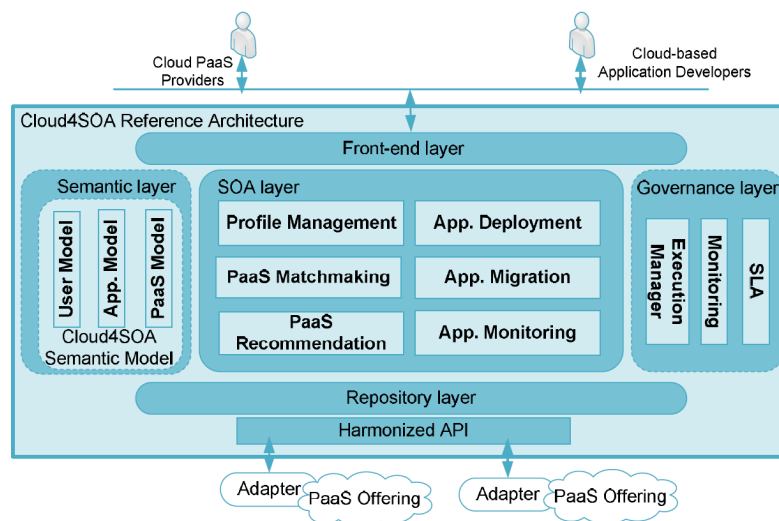 Cloud PaaS
Providers
Cloud-based
Application Developers
Cloud4SOA Reference Architecture
Front-end layer
Semantic layer
User Model
App. Model
PaaS Model
Cloud4SOA
Semantic Model
SOA layer
Profile Management
App. Deployment
PaaS Matchmaking
App. Migration
PaaS
Recommendation
App. Monitoring
Governance layer
Execution
Manager
Monitoring
SLA
Repository layer
Harmonized API
Adapter
PaaS Offering
Adapter
PaaS Offering